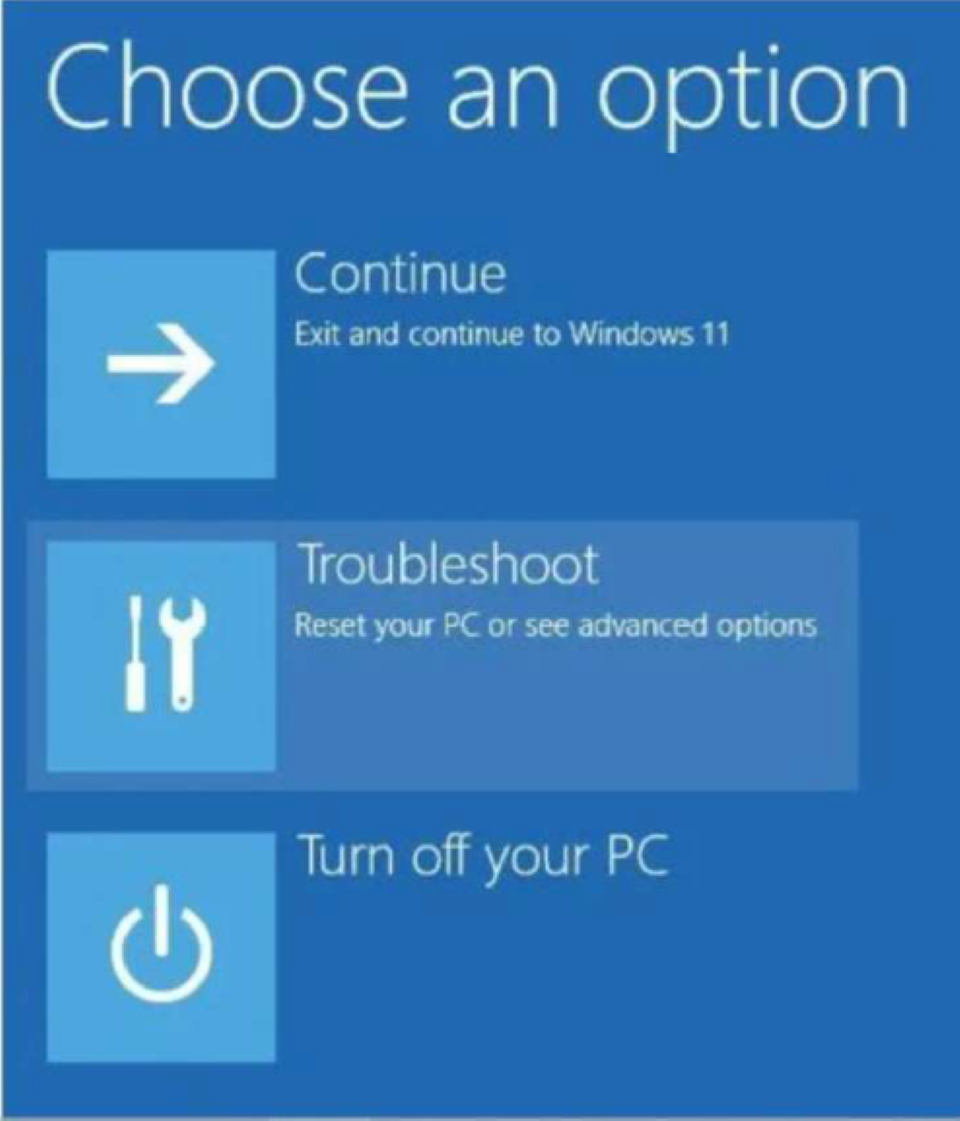 Choose an option
Continue
Exit and continue to Windows 11
Troubleshoot
Reset your PC or see advanced options
Turn off your PC